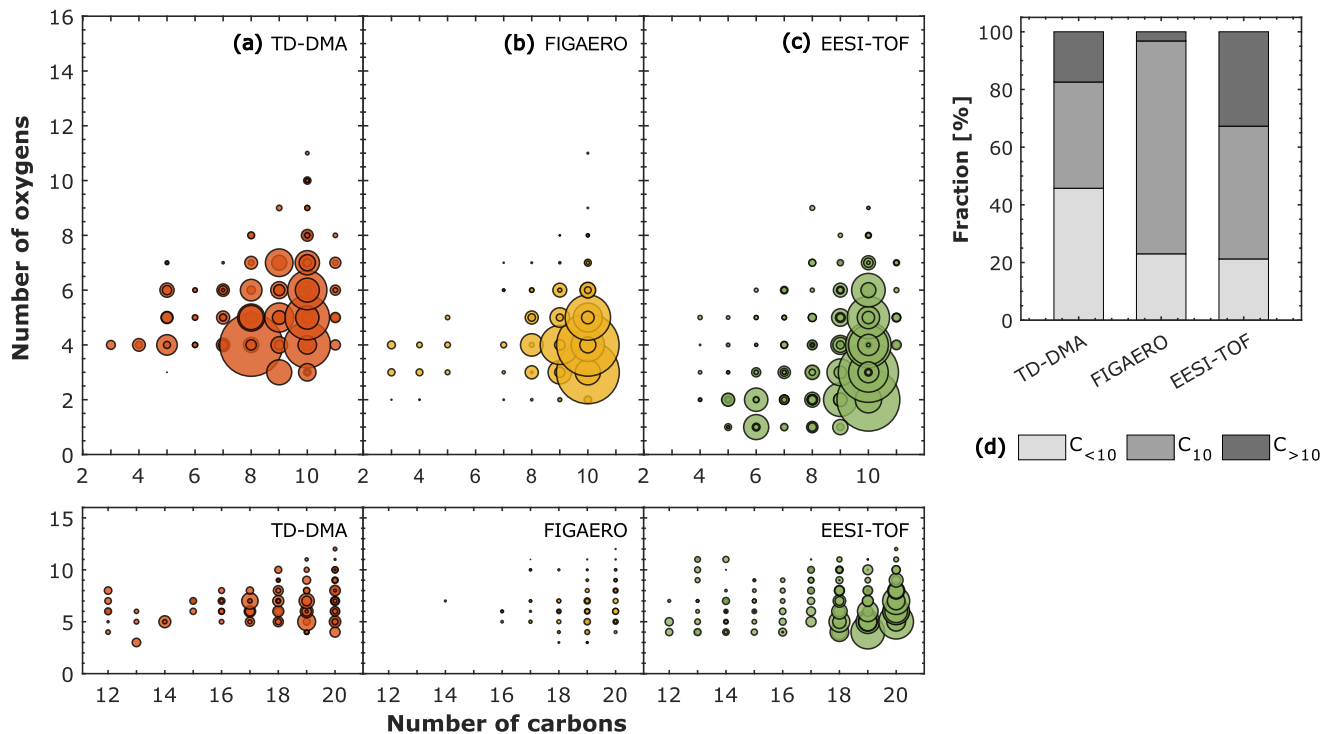 (a) TD-DMA
(b) FIGAERO
(c) EESI-TOF
Number of oxygens
16
14
12
10
8
6
4
2
0
2 4 6 8 10
2 4 6 8 10
2 4 6 8 10
TD-DMA
FIGAERO
EESI-TOF
15
10
5
0
12 14 16 18 20
12 14 16 18 20
12 14 16 18 20
Number of carbons
Fraction [%]
100
80
60
40
20
0
TD-DMA
FIGAERO
EESI-TOF
(d) C<10 C10 C>10